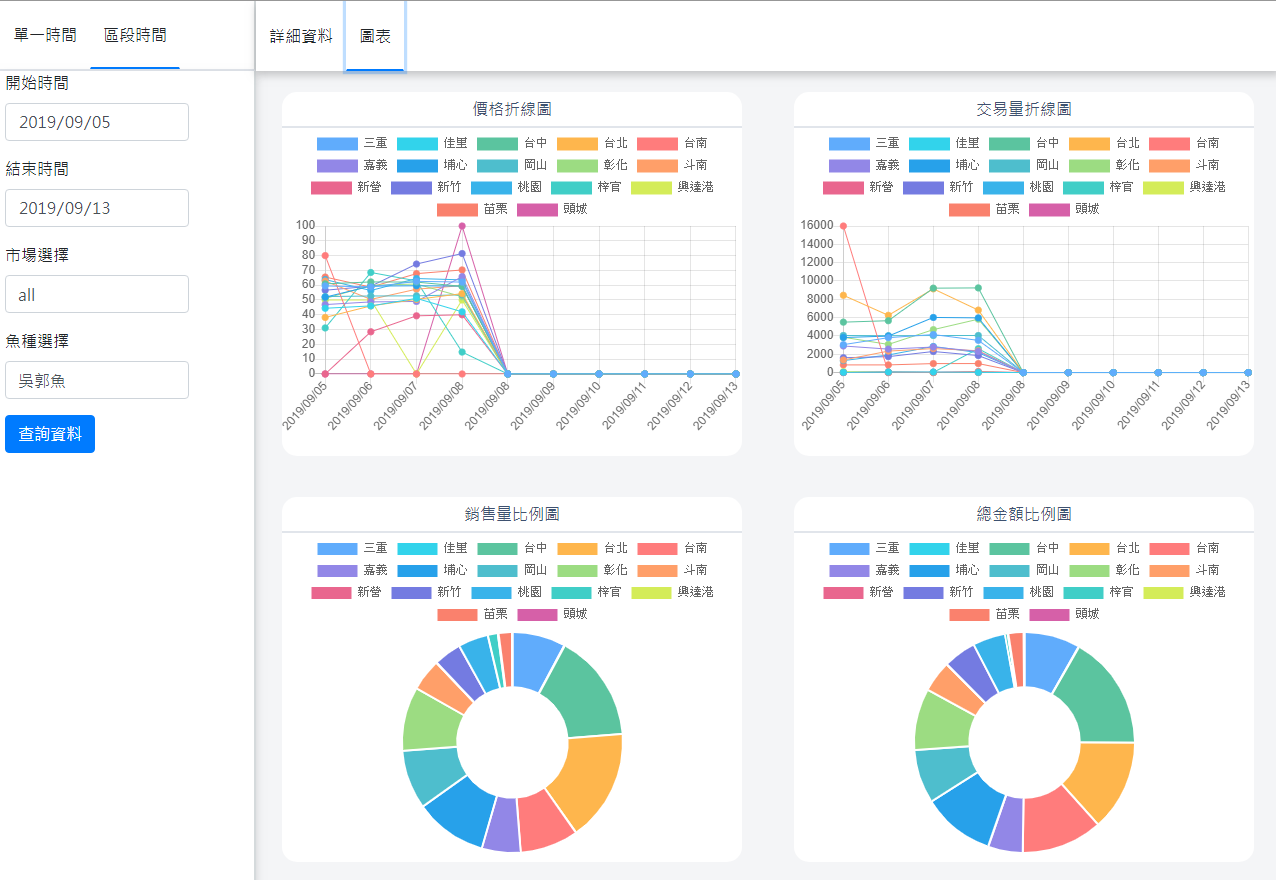 單一時間 區段時間
開始時間
2019/09/05
結束時間
2019/09/13
市場選擇
all
魚種選擇
吳郭魚
查詢資料
詳細資料 圖表
價格折線圖
三重 佳里 台中 台北 台南
嘉義 埔心 岡山 彰化 斗南
新營 新竹 桃園 梓官 興達港
苗栗 頭城
100
90
80
70
60
50
40
30
20
10
0
2019/09/05 2019/09/06 2019/09/07 2019/09/08 2019/09/08 2019/09/09 2019/09/10 2019/09/11 2019/09/12 2019/09/13
交易量折線圖
三重 佳里 台中 台北 台南
嘉義 埔心 岡山 彰化 斗南
新營 新竹 桃園 梓官 興達港
苗栗 頭城
16000
14000
12000
10000
8000
6000
4000
2000
0
2019/09/05 2019/09/06 2019/09/07 2019/09/08 2019/09/08 2019/09/09 2019/09/10 2019/09/11 2019/09/12 2019/09/13
銷售量比例圖
三重 佳里 台中 台北 台南
嘉義 埔心 岡山 彰化 斗南
新營 新竹 桃園 梓官 興達港
苗栗 頭城
總金額比例圖
三重 佳里 台中 台北 台南
嘉義 埔心 岡山 彰化 斗南
新營 新竹 桃園 梓官 興達港
苗栗 頭城